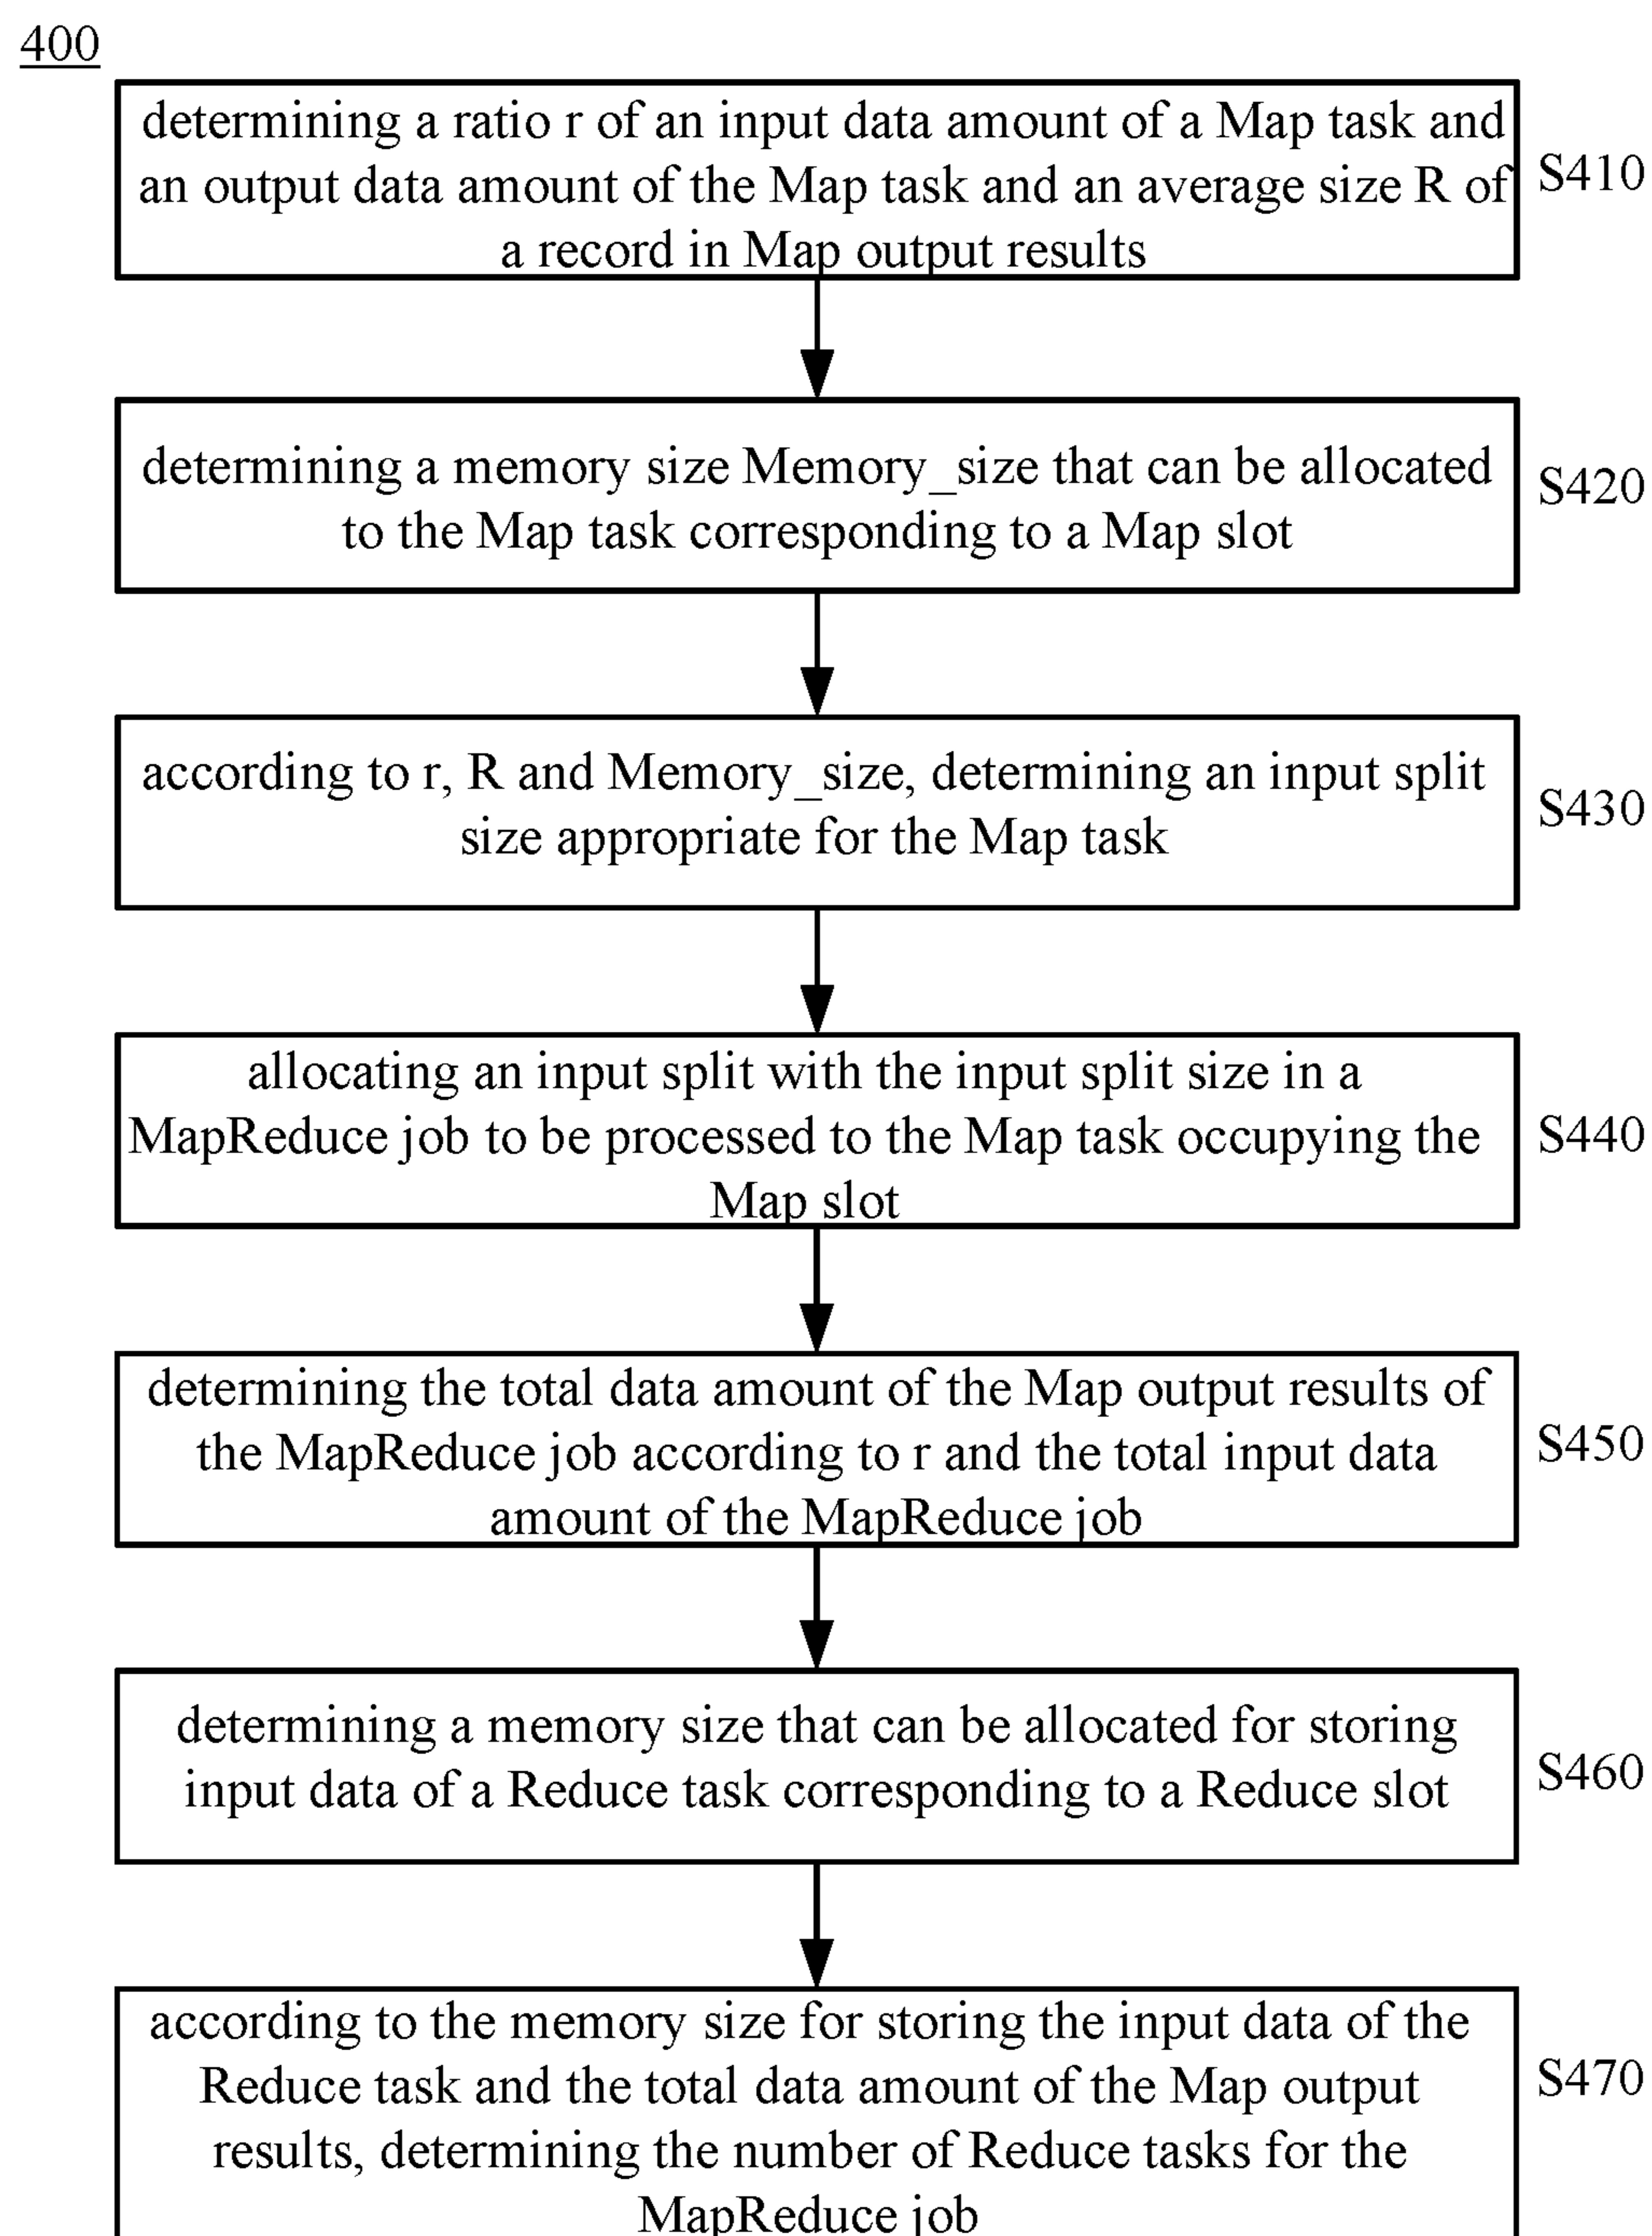 400
determining a ratio r of an input data amount of a Map task and
an output data amount of the Map task and an average size R of
a record in Map output results
S410
determining a memory size Memory_size that can be allocated
to the Map task corresponding to a Map slot
S420
according to r, R and Memory_size, determining an input split
size appropriate for the Map task
S430
allocating an input split with the input split size in a
MapReduce job to be processed to the Map task occupying the
Map slot
S440
determining the total data amount of the Map output results of
the MapReduce job according to r and the total input data
amount of the MapReduce job
S450
determining a memory size that can be allocated for storing
input data of a Reduce task corresponding to a Reduce slot
S460
according to the memory size for storing the input data of the
Reduce task and the total data amount of the Map output
results, determining the number of Reduce tasks for the
MapReduce job
S470